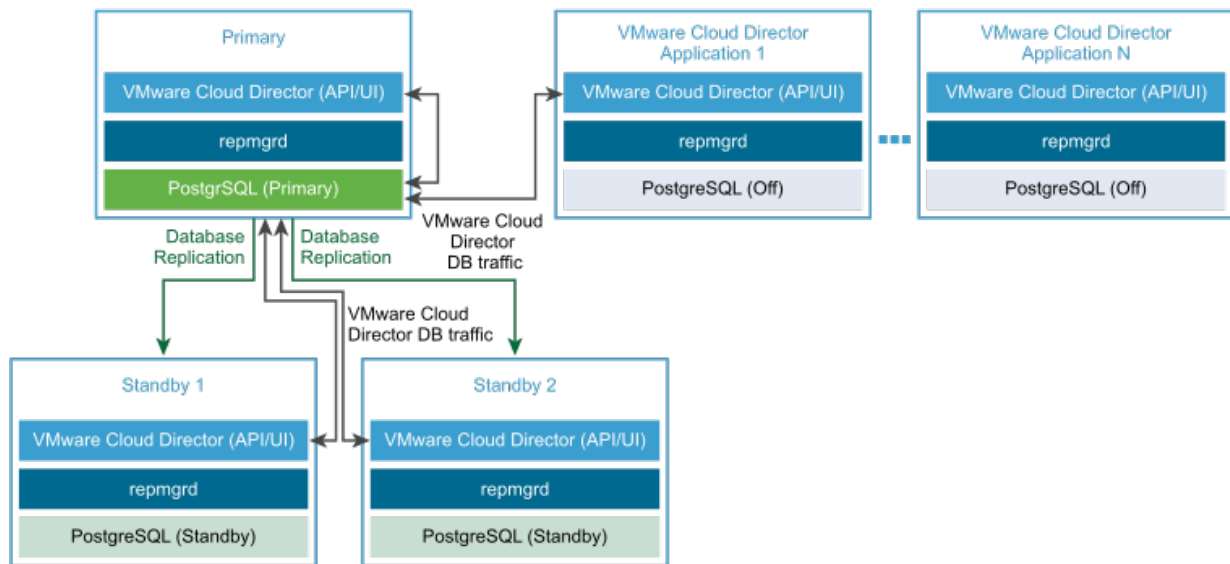 Primary
VMware Cloud Director (API/UI)
repmgrd
PostgrSQL (Primary)
VMware Cloud Director
Application 1
VMware Cloud Director (API/UI)
repmgrd
PostgreSQL (Off)
VMware Cloud Director
Application N
VMware Cloud Director (API/UI)
repmgrd
PostgreSQL (Off)
Database
Replication
Database
Replication
VMware Cloud
Director
DB traffic
VMware Cloud
Director DB traffic
Standby 1
VMware Cloud Director (API/UI)
repmgrd
PostgreSQL (Standby)
Standby 2
VMware Cloud Director (API/UI)
repmgrd
PostgreSQL (Standby)